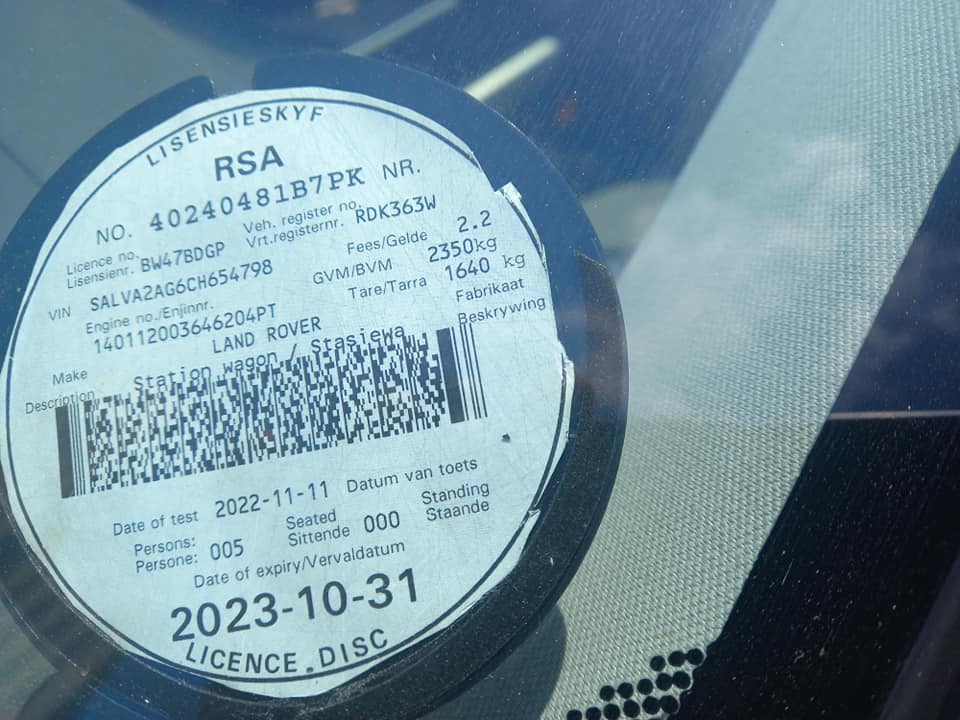 LISENSIESKYF
RSA
NO. 40240481B7PK NR.
Licence no. Veh. register no.
Lisensienr. BW47BDGP Vrt.registernr. RDK363W
VIN SALVA2AG6CH654798 Fees/Gelde 2.2
Engine no./Enjinnr. GVM/BVM 2350kg
140112003646204PT Tare/Tarra 1640 kg
Make LAND ROVER Fabrikaat
Description Station wagon / Stasiewa Beskrywing
Date of test 2022-11-11 Datum van toets
Persons: Seated Standing
Persone: 005 Sittende 000 Staande
Date of expiry/Vervaldatum
2023-10-31
LICENCE.DISC